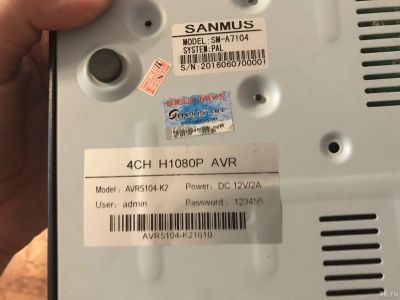 SANMUS
MODEL: SM-A7104
SYSTEM:PAL
S/N: 2016060700001
4CH H1080P AVR
Model : AVR5104-K2 Power: DC 12V/2A
User: admin Password : 123456
AVR5104-K21610